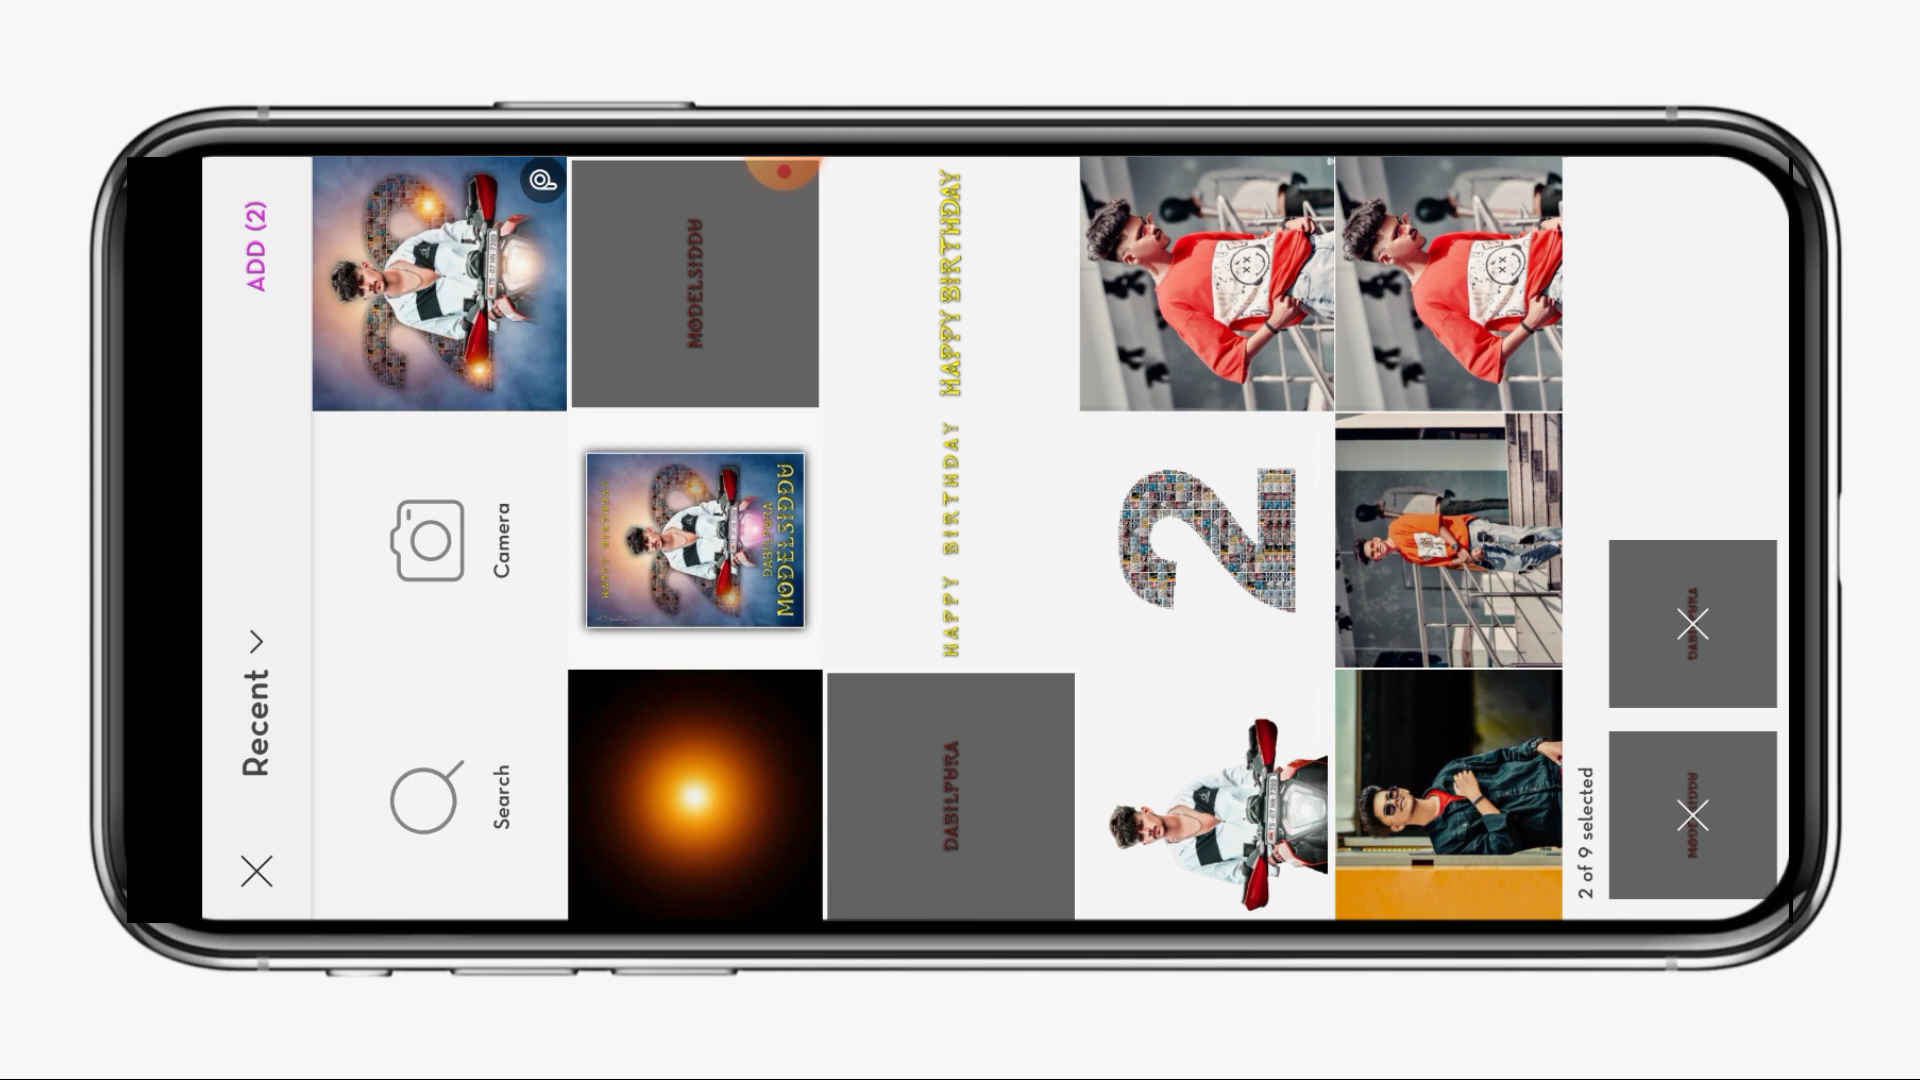 Recent
ADD (2)
Search
Camera
HAPPY BIRTHDAY
DABILPURA
MODELSIDDU
MODELSIDDU
DABILPURA
HAPPY BIRTHDAY
HAPPY BIRTHDAY
2
2 of 9 selected